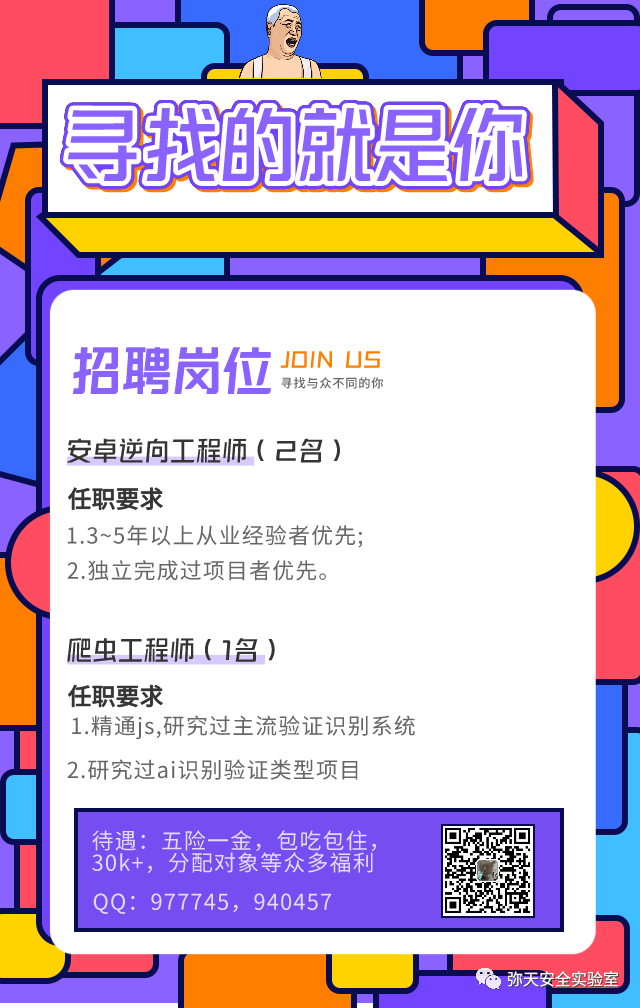 寻找的就是你
招聘岗位
JOIN US
寻找与众不同的你
安卓逆向工程师（2名）
任职要求
1.3~5年以上从业经验者优先;
2.独立完成过项目者优先。
爬虫工程师（1名）
任职要求
1.精通js,研究过主流验证识别系统
2.研究过ai识别验证类型项目
待遇：五险一金，包吃包住，
30k+，分配对象等众多福利
QQ：977745，940457
弥天安全实验室